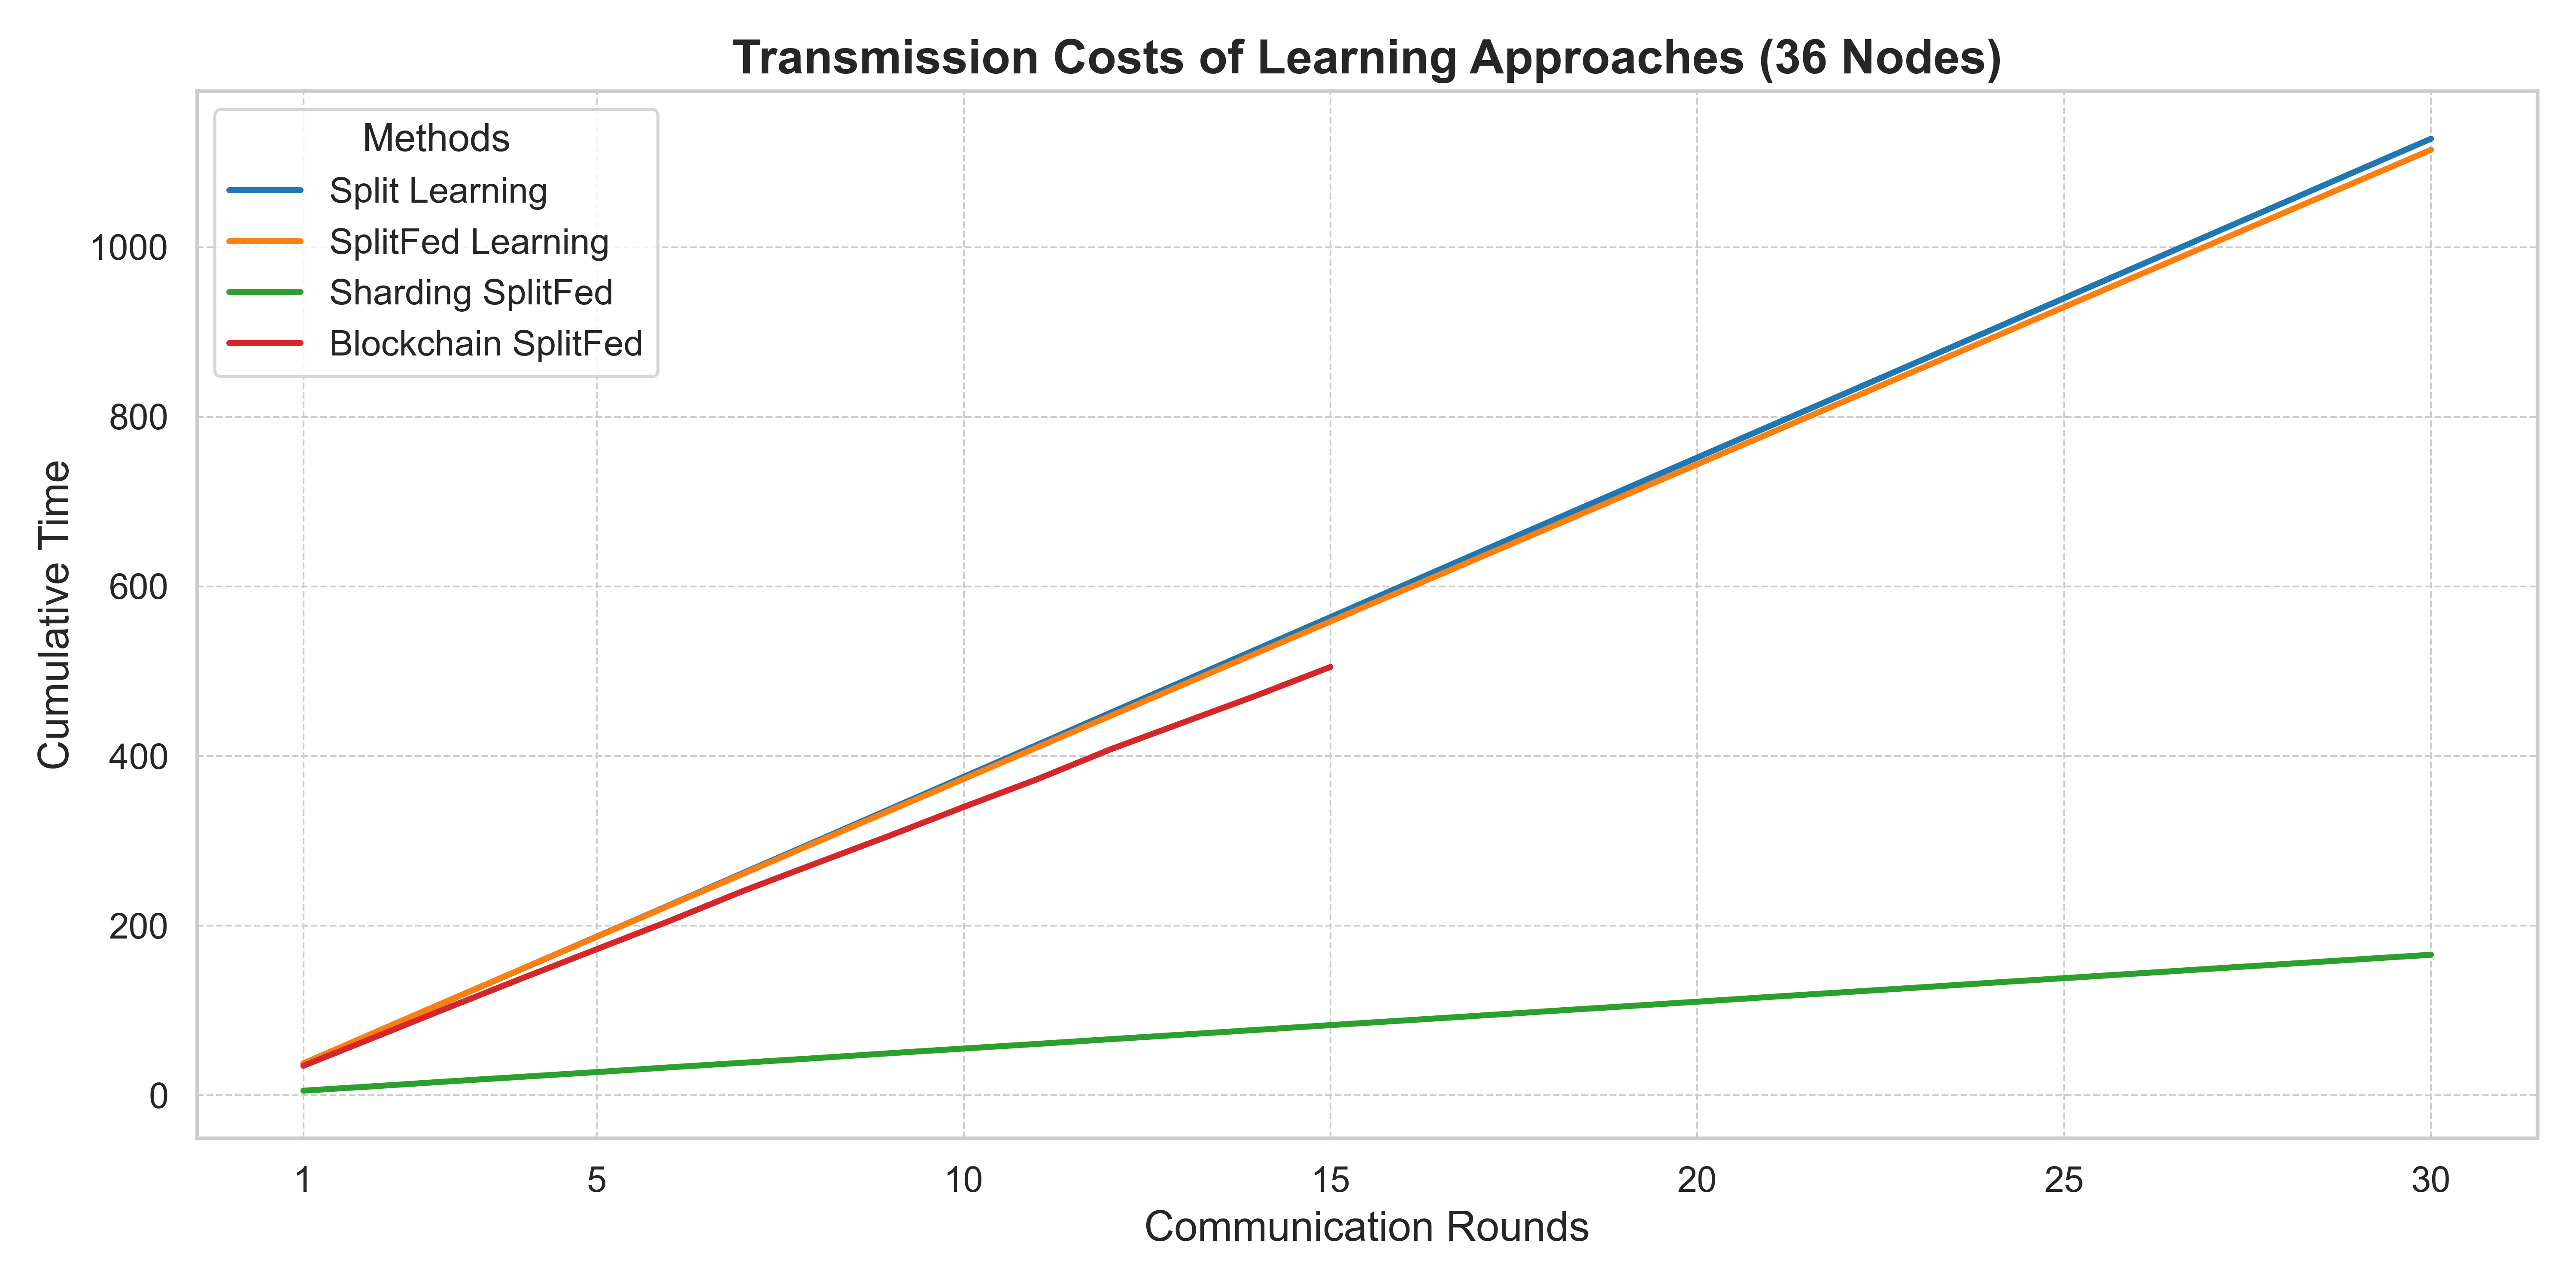 Transmission Costs of Learning Approaches (36 Nodes)
Methods
Split Learning
SplitFed Learning
Sharding SplitFed
Blockchain SplitFed
Cumulative Time
1000
800
600
400
200
0
1 5 10 15 20 25 30
Communication Rounds